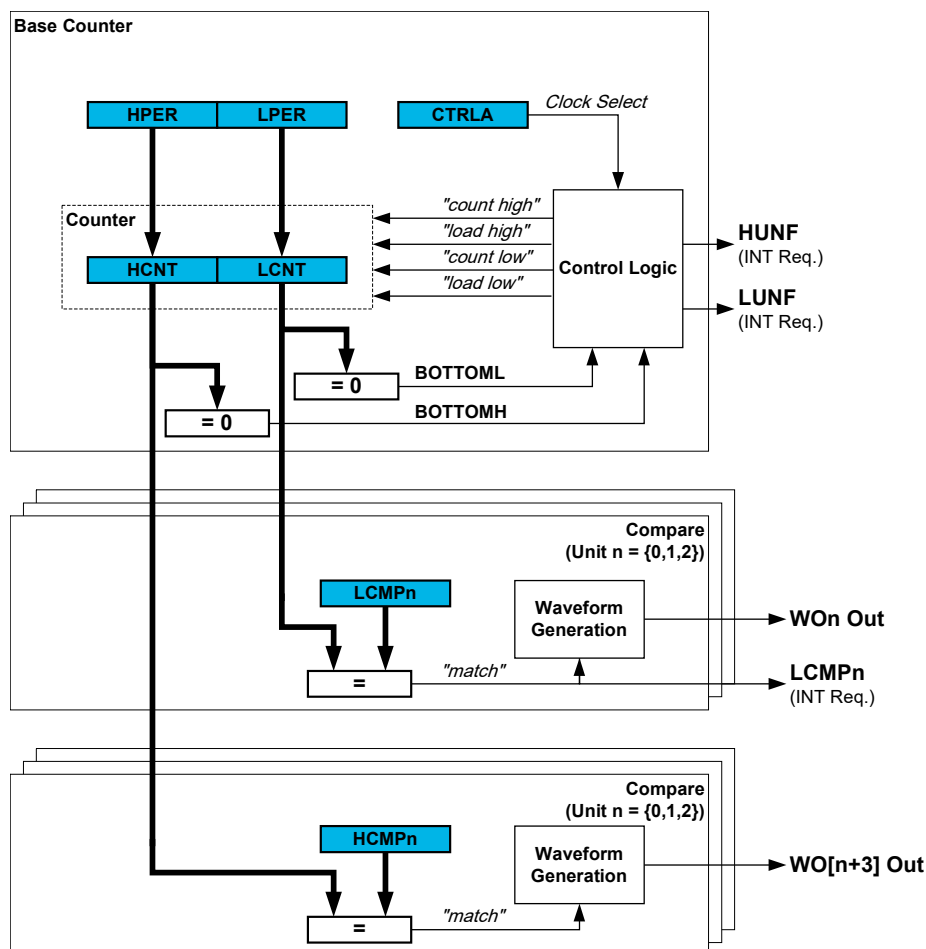 Base Counter
HPER
LPER
CTRLA
Clock Select
Counter
"count high"
"load high"
"count low"
"load low"
HCNT
LCNT
Control Logic
HUNF
(INT Req.)
LUNF
(INT Req.)
= 0
BOTTOML
= 0
BOTTOMH
Compare
(Unit n = {0,1,2})
LCMPn
Waveform
Generation
WOn Out
=
"match"
LCMPn
(INT Req.)
Compare
(Unit n = {0,1,2})
HCMPn
Waveform
Generation
WO[n+3] Out
=
"match"